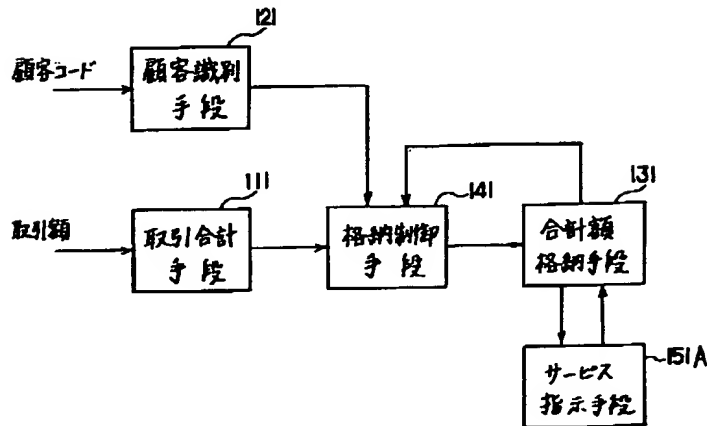 121
顧客コード
顧客識別
手段
111
141
131
取引額
取引合計
手段
格納制御
手段
合計額
格納手段
151A
サービス
指示手段